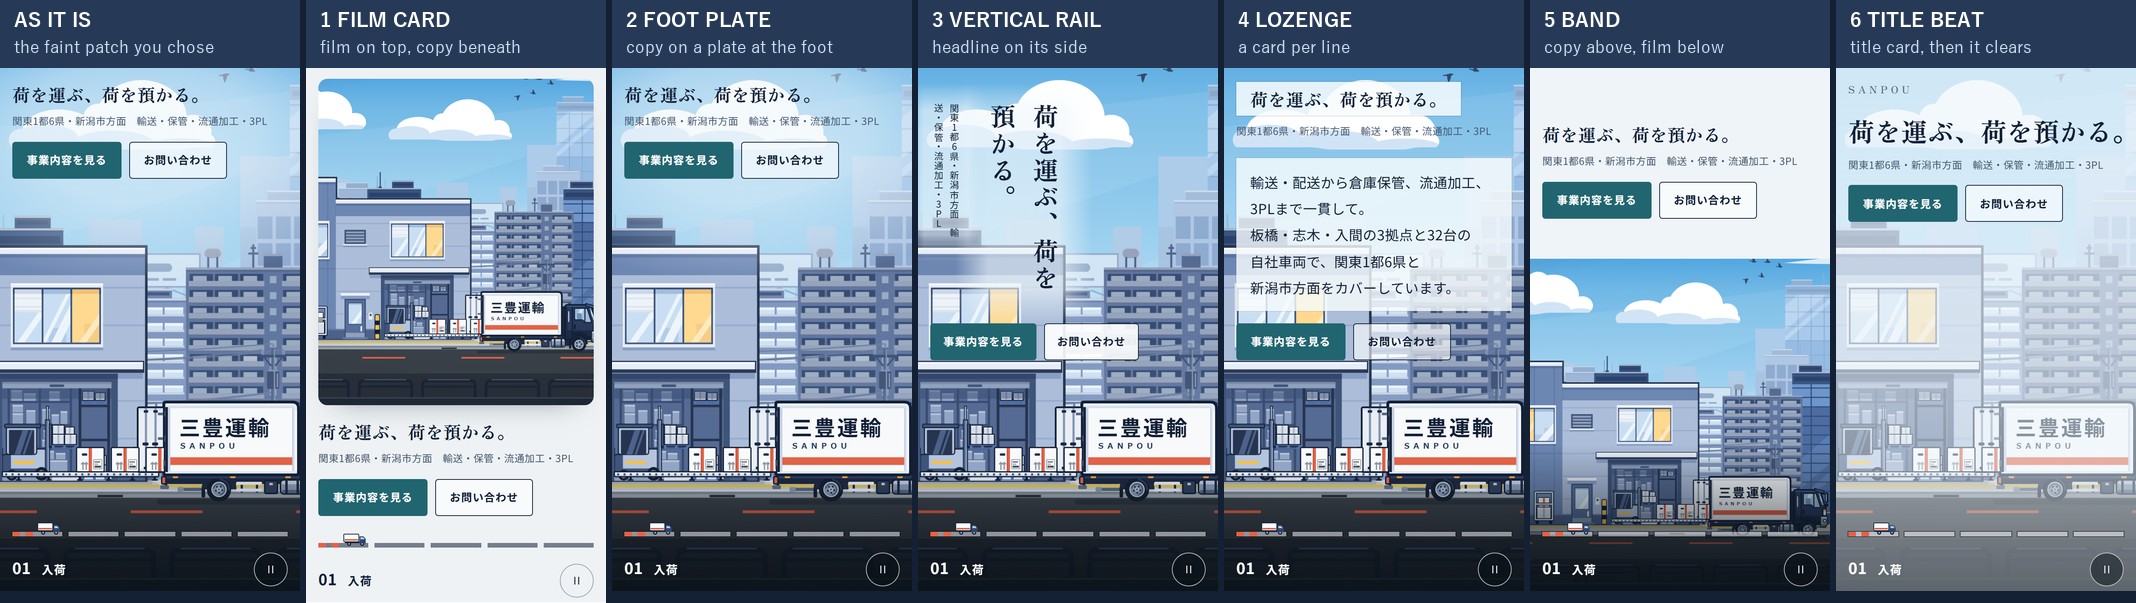 AS IT IS
the faint patch you chose
荷を運ぶ、荷を預かる。
関東1都6県・新潟市方面　輸送・保管・流通加工・3PL
事業内容を見る
お問い合わせ
三豊運輸
SANPOU
01 入荷
1 FILM CARD
film on top, copy beneath
三豊運輸
SANPOU
荷を運ぶ、荷を預かる。
関東1都6県・新潟市方面　輸送・保管・流通加工・3PL
事業内容を見る
お問い合わせ
01 入荷
2 FOOT PLATE
copy on a plate at the foot
荷を運ぶ、荷を預かる。
関東1都6県・新潟市方面　輸送・保管・流通加工・3PL
事業内容を見る
お問い合わせ
三豊運輸
SANPOU
01 入荷
3 VERTICAL RAIL
headline on its side
荷を運ぶ、荷を
預かる。
関東1都6県・新潟市方面　輸
送・保管・流通加工・3PL
事業内容を見る
お問い合わせ
三豊運輸
SANPOU
01 入荷
4 LOZENGE
a card per line
荷を運ぶ、荷を預かる。
関東1都6県・新潟市方面　輸送・保管・流通加工・3PL
輸送・配送から倉庫保管、流通加工、
3PLまで一貫して。
板橋・志木・入間の3拠点と32台の
自社車両で、関東1都6県と
新潟市方面をカバーしています。
事業内容を見る
お問い合わせ
三豊運輸
SANPOU
01 入荷
5 BAND
copy above, film below
荷を運ぶ、荷を預かる。
関東1都6県・新潟市方面　輸送・保管・流通加工・3PL
事業内容を見る
お問い合わせ
三豊運輸
SANPOU
01 入荷
6 TITLE BEAT
title card, then it clears
SANPOU
荷を運ぶ、荷を預かる。
関東1都6県・新潟市方面　輸送・保管・流通加工・3PL
事業内容を見る
お問い合わせ
三豊運輸
SANPOU
01 入荷